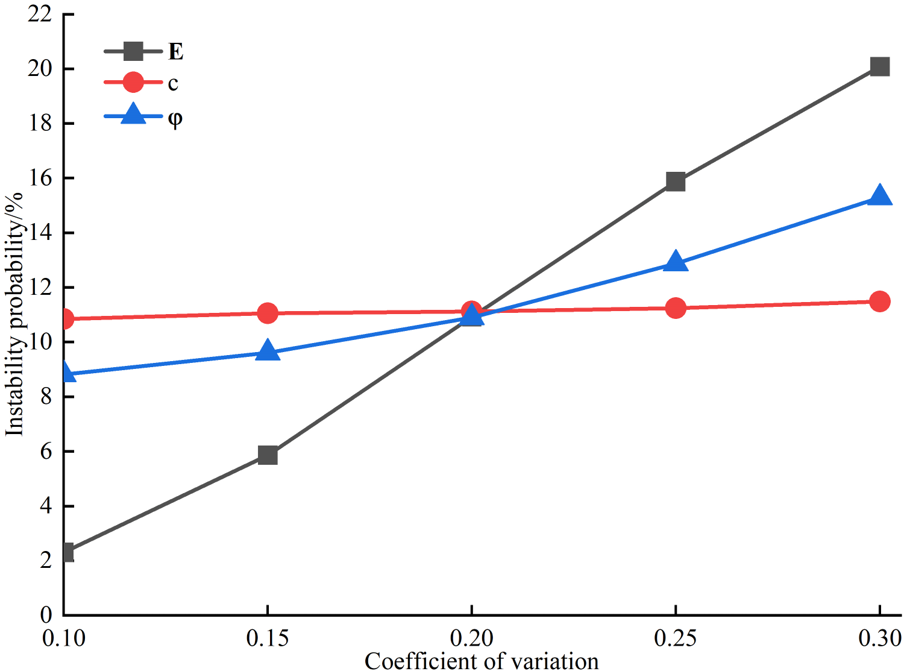 22
20
18
16
14
12
10
8
6
4
2
0
Instability probability/%
E
c
φ
0.10 0.15 0.20 0.25 0.30
Coefficient of variation